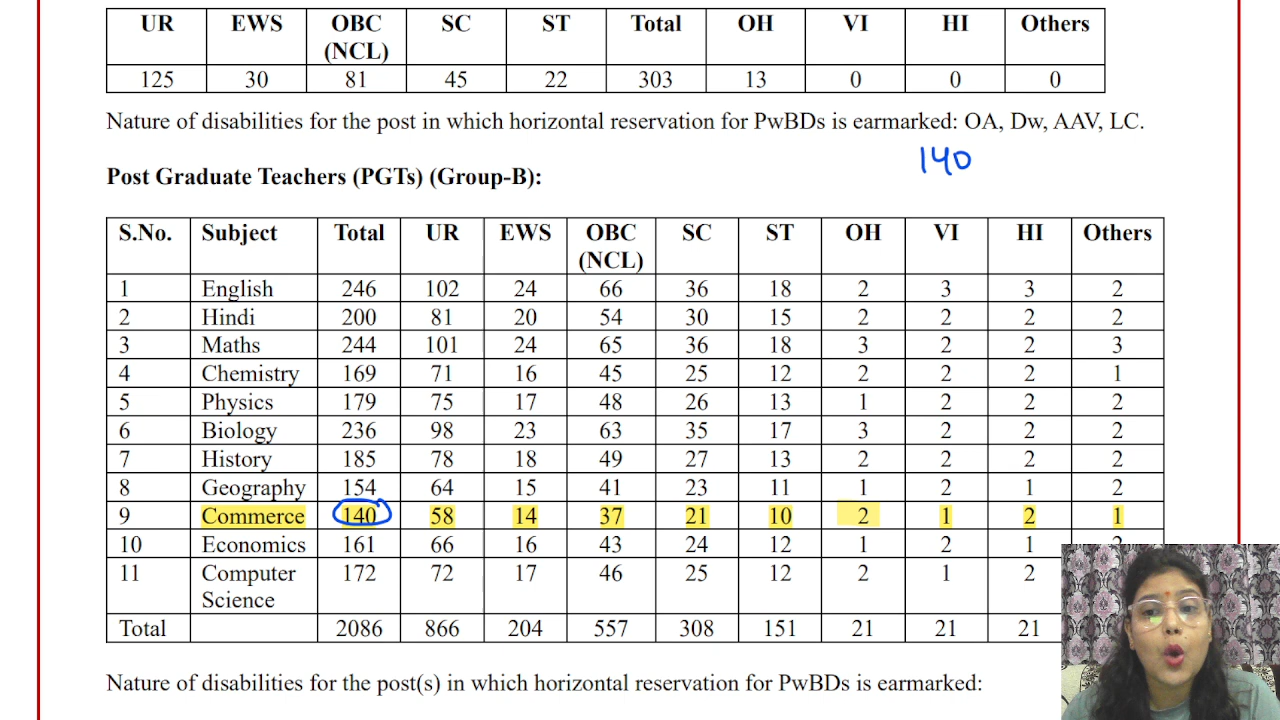 UR EWS OBC (NCL) SC ST Total OH VI HI Others
125 30 81 45 22 303 13 0 0 0
Nature of disabilities for the post in which horizontal reservation for PwBDs is earmarked: OA, Dw, AAV, LC.
140
Post Graduate Teachers (PGTs) (Group-B):
S.No. Subject Total UR EWS OBC (NCL) SC ST OH VI HI Others
1 English 246 102 24 66 36 18 2 3 3 2
2 Hindi 200 81 20 54 30 15 2 2 2 2
3 Maths 244 101 24 65 36 18 3 2 2 3
4 Chemistry 169 71 16 45 25 12 2 2 2 1
5 Physics 179 75 17 48 26 13 1 2 2 2
6 Biology 236 98 23 63 35 17 3 2 2 2
7 History 185 78 18 49 27 13 2 2 2 2
8 Geography 154 64 15 41 23 11 1 2 1 2
9 Commerce 140 58 14 37 21 10 2 1 2 1
10 Economics 161 66 16 43 24 12 1 2 1
11 Computer Science 172 72 17 46 25 12 2 1 2
Total 2086 866 204 557 308 151 21 21 21
Nature of disabilities for the post(s) in which horizontal reservation for PwBDs is earmarked: